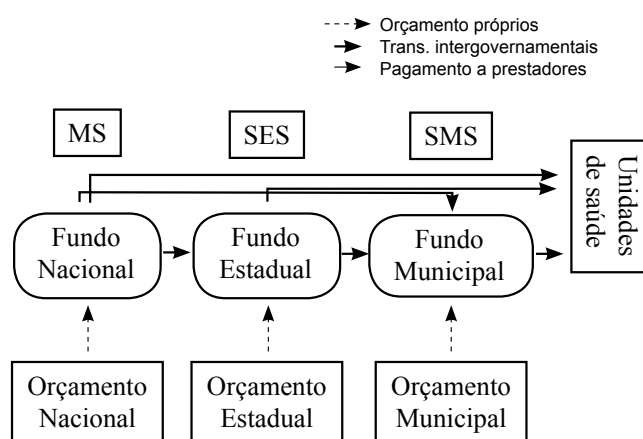 Orçamento próprios
Trans. intergovernamentais
Pagamento a prestadores
MS
SES
SMS
Unidades
de saúde
Fundo
Nacional
Fundo
Estadual
Fundo
Municipal
Orçamento
Nacional
Orçamento
Estadual
Orçamento
Municipal